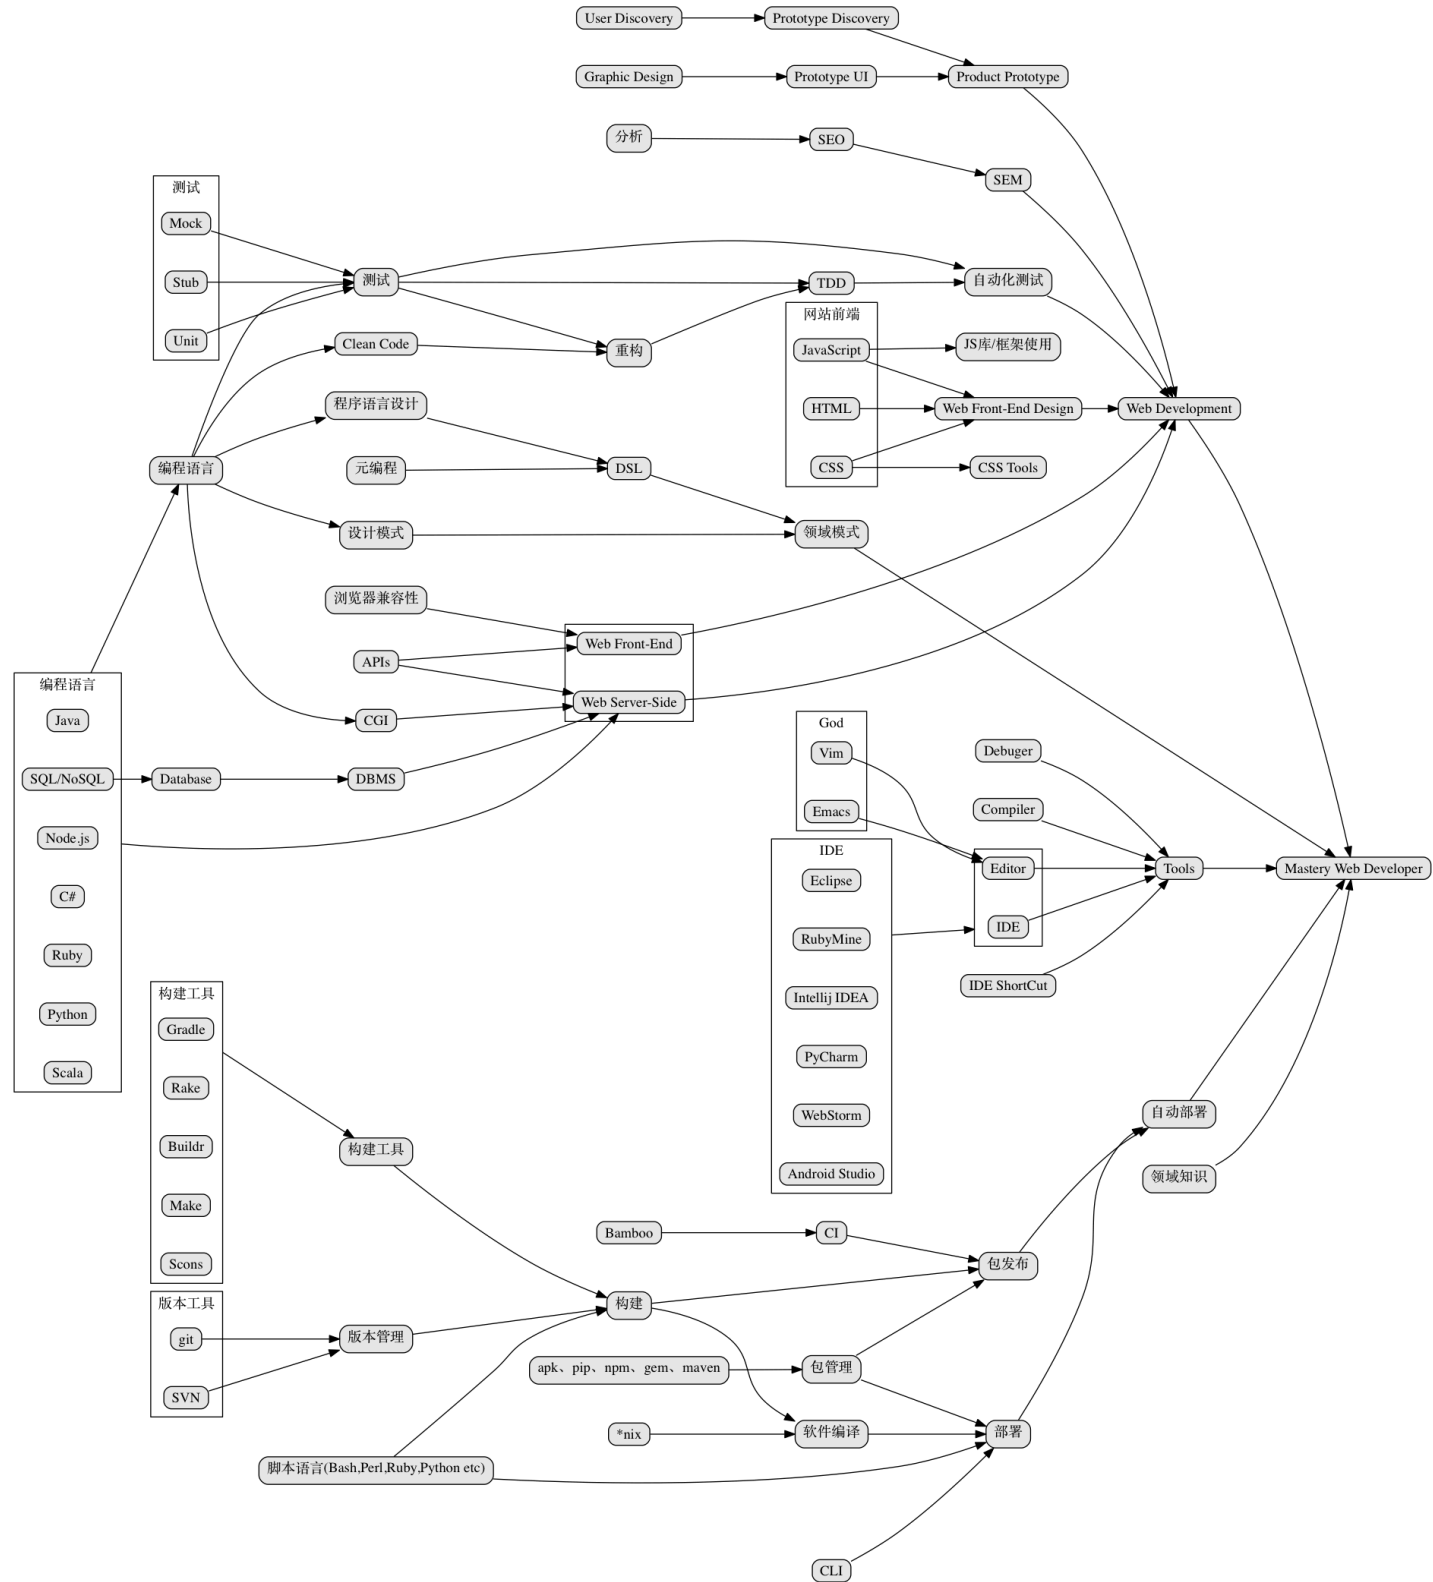 User Discovery
Prototype Discovery
Graphic Design
Prototype UI
Product Prototype
分析
SEO
SEM
测试
Mock
Stub
Unit
测试
TDD
自动化测试
Clean Code
重构
网站前端
JavaScript
HTML
CSS
JS库/框架使用
Web Front-End Design
CSS Tools
Web Development
程序语言设计
编程语言
元编程
DSL
设计模式
领域模式
浏览器兼容性
APIs
Web Front-End
Web Server-Side
CGI
编程语言
Java
SQL/NoSQL
Node.js
C#
Ruby
Python
Scala
Database
DBMS
God
Vim
Emacs
Debuger
Compiler
Editor
IDE
IDE ShortCut
Tools
Mastery Web Developer
IDE
Eclipse
RubyMine
Intellij IDEA
PyCharm
WebStorm
Android Studio
构建工具
Gradle
Rake
Buildr
Make
Scons
构建工具
自动部署
领域知识
Bamboo
CI
包发布
版本工具
git
SVN
版本管理
构建
apk、pip、npm、gem、maven
包管理
*nix
软件编译
部署
脚本语言(Bash,Perl,Ruby,Python etc)
CLI